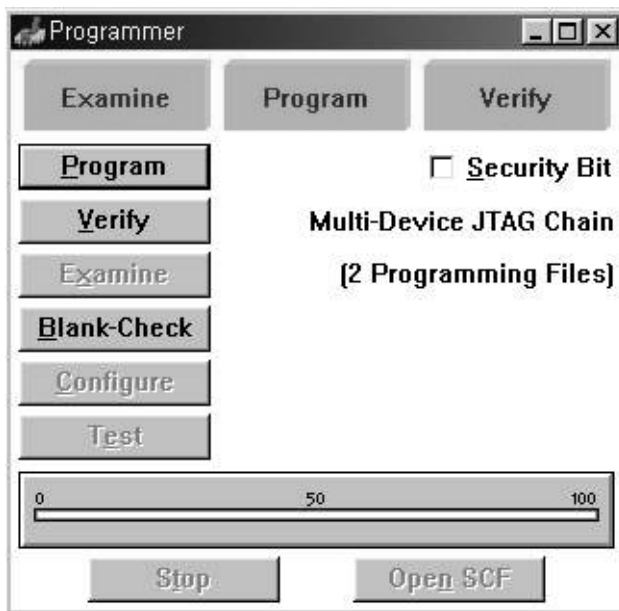 Programmer
Examine Program Verify
Program
Security Bit
Verify
Multi-Device JTAG Chain
Examine
(2 Programming Files)
Blank-Check
Configure
Test
0 50 100
Stop Open SCF